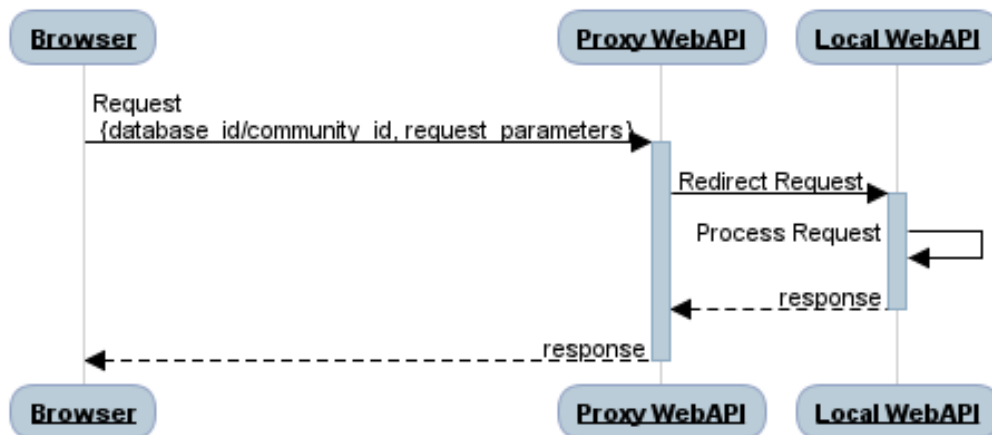 Browser
Proxy WebAPI
Local WebAPI
Request
{database_id/community_id, request_parameters}
Redirect Request
Process Request
response
response
Browser
Proxy WebAPI
Local WebAPI